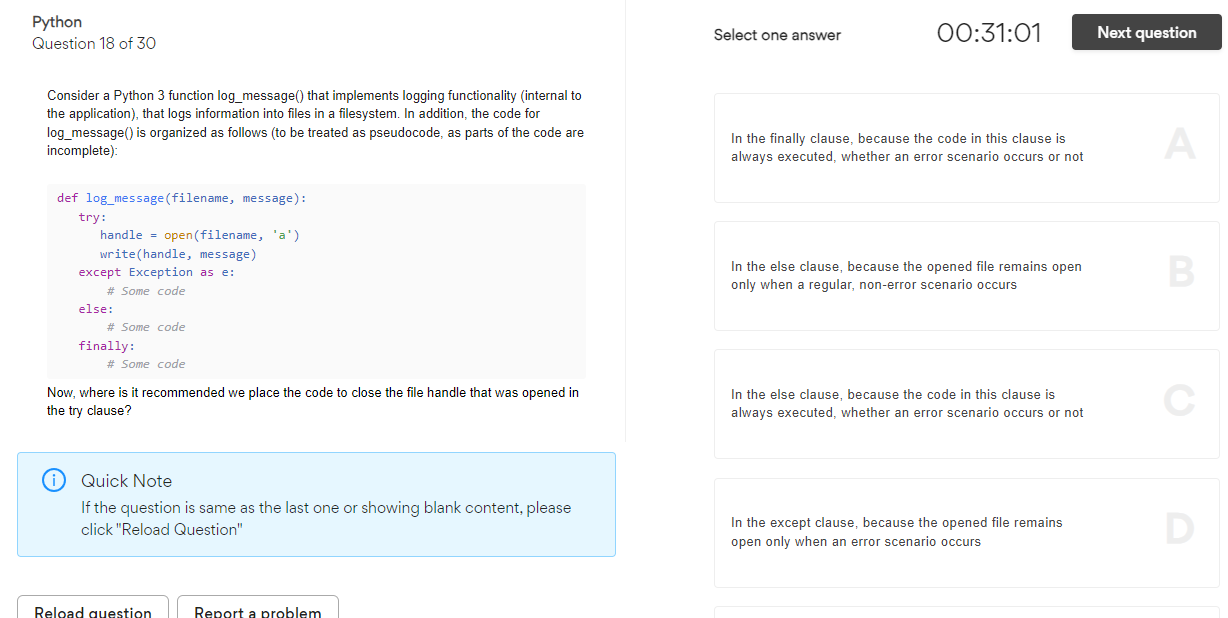 Python
Question 18 of 30
Select one answer
00:31:01
Next question
Consider a Python 3 function log_message() that implements logging functionality (internal to
the application), that logs information into files in a filesystem. In addition, the code for
log_message() is organized as follows (to be treated as pseudocode, as parts of the code are
incomplete):
def log_message(filename, message):
try:
handle = open(filename, 'a')
write(handle, message)
except Exception as e:
# Some code
else:
# Some code
finally:
# Some code
Now, where is it recommended we place the code to close the file handle that was opened in
the try clause?
Quick Note
If the question is same as the last one or showing blank content, please
click "Reload Question"
Reload question
Report a problem
In the finally clause, because the code in this clause is
always executed, whether an error scenario occurs or not
A
In the else clause, because the opened file remains open
only when a regular, non-error scenario occurs
B
In the else clause, because the code in this clause is
always executed, whether an error scenario occurs or not
C
In the except clause, because the opened file remains
open only when an error scenario occurs
D